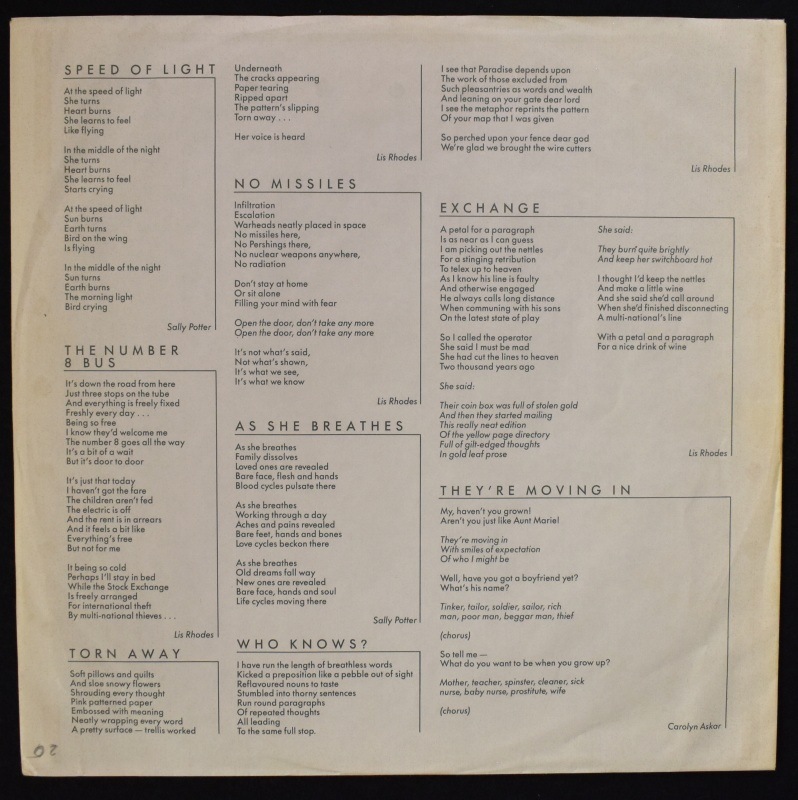 SPEED OF LIGHT
At the speed of light
She turns
Heart burns
She learns to feel
Like flying
In the middle of the night
She turns
Heart burns
She learns to feel
Starts crying
At the speed of light
Sun burns
Earth turns
Bird on the wing
Is flying
In the middle of the night
Sun turns
Earth burns
The morning light
Bird crying
Sally Potter
THE NUMBER
8 BUS
It's down the road from here
Just three stops on the tube
And everything is freely fixed
Freshly every day . . .
Being so free
I know they'd welcome me
The number 8 goes all the way
It's a bit of a wait
But it's door to door
It's just that today
I haven't got the fare
The children aren't fed
The electric is off
And the rent is in arrears
And it feels a bit like
Everything's free
But not for me
It being so cold
Perhaps I'll stay in bed
While the Stock Exchange
Is freely arranged
For international theft
By multi-national thieves . . .
Lis Rhodes
TORN AWAY
Soft pillows and quilts
And sloe snowy flowers
Shrouding every thought
Pink patterned paper
Embossed with meaning
Neatly wrapping every word
A pretty surface — trellis worked
Underneath
The cracks appearing
Paper tearing
Ripped apart
The pattern's slipping
Torn away . . .
Her voice is heard
Lis Rhodes
NO MISSILES
Infiltration
Escalation
Warheads neatly placed in space
No missiles here,
No Pershings there,
No nuclear weapons anywhere,
No radiation
Don't stay at home
Or sit alone
Filling your mind with fear
Open the door, don't take any more
Open the door, don't take any more
It's not what's said,
Not what's shown,
It's what we see,
It's what we know
Lis Rhodes
AS SHE BREATHES
As she breathes
Family dissolves
Loved ones are revealed
Bare face, flesh and hands
Blood cycles pulsate there
As she breathes
Working through a day
Aches and pains revealed
Bare feet, hands and bones
Love cycles beckon there
As she breathes
Old dreams fall way
New ones are revealed
Bare face, hands and soul
Life cycles moving there
Sally Potter
WHO KNOWS?
I have run the length of breathless words
Kicked a preposition like a pebble out of sight
Reflavoured nouns to taste
Stumbled into thorny sentences
Run round paragraphs
Of repeated thoughts
All leading
To the same full stop.
I see that Paradise depends upon
The work of those excluded from
Such pleasantries as words and wealth
And leaning on your gate dear lord
I see the metaphor reprints the pattern
Of your map that I was given
So perched upon your fence dear god
We're glad we brought the wire cutters
Lis Rhodes
EXCHANGE
A petal for a paragraph
Is as near as I can guess
I am picking out the nettles
For a stinging retribution
To telex up to heaven
As I know his line is faulty
And otherwise engaged
He always calls long distance
When communing with his sons
On the latest state of play
So I called the operator
She said I must be mad
She had cut the lines to heaven
Two thousand years ago
She said:
Their coin box was full of stolen gold
And then they started mailing
This really neat edition
Of the yellow page directory
Full of gilt-edged thoughts
In gold leaf prose
She said:
They burn quite brightly
And keep her switchboard hot
I thought I'd keep the nettles
And make a little wine
And she said she'd call around
When she'd finished disconnecting
A multi-national's line
With a petal and a paragraph
For a nice drink of wine
Lis Rhodes
THEY'RE MOVING IN
My, haven't you grown!
Aren't you just like Aunt Marie!
They're moving in
With smiles of expectation
Of who I might be
Well, have you got a boyfriend yet?
What's his name?
Tinker, tailor, soldier, sailor, rich
man, poor man, beggar man, thief
(chorus)
So tell me —
What do you want to be when you grow up?
Mother, teacher, spinster, cleaner, sick
nurse, baby nurse, prostitute, wife
(chorus)
Carolyn Askar